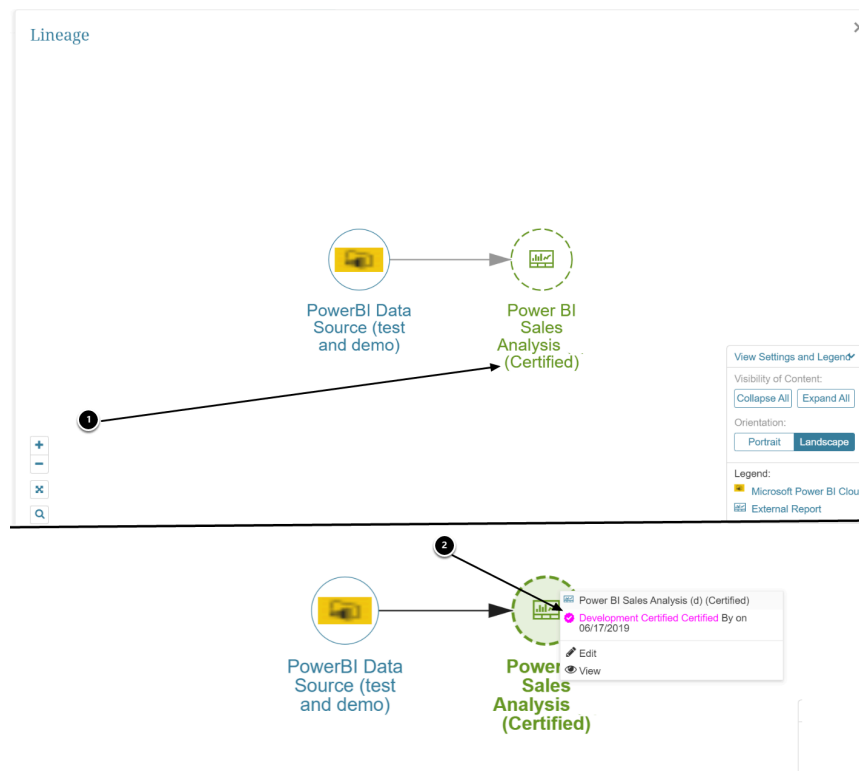 Lineage
PowerBI Data
Source (test
and demo)
Power BI
Sales
Analysis
(Certified)
1
View Settings and Legend
Visibility of Content:
Collapse All
Expand All
Orientation:
Portrait
Landscape
Legend:
Microsoft Power BI Clou
External Report
2
Power BI Sales Analysis (d) (Certified)
Development Certified Certified By on
06/17/2019
Edit
View
PowerBI Data
Source (test
and demo)
Power
Sales
Analysis
(Certified)